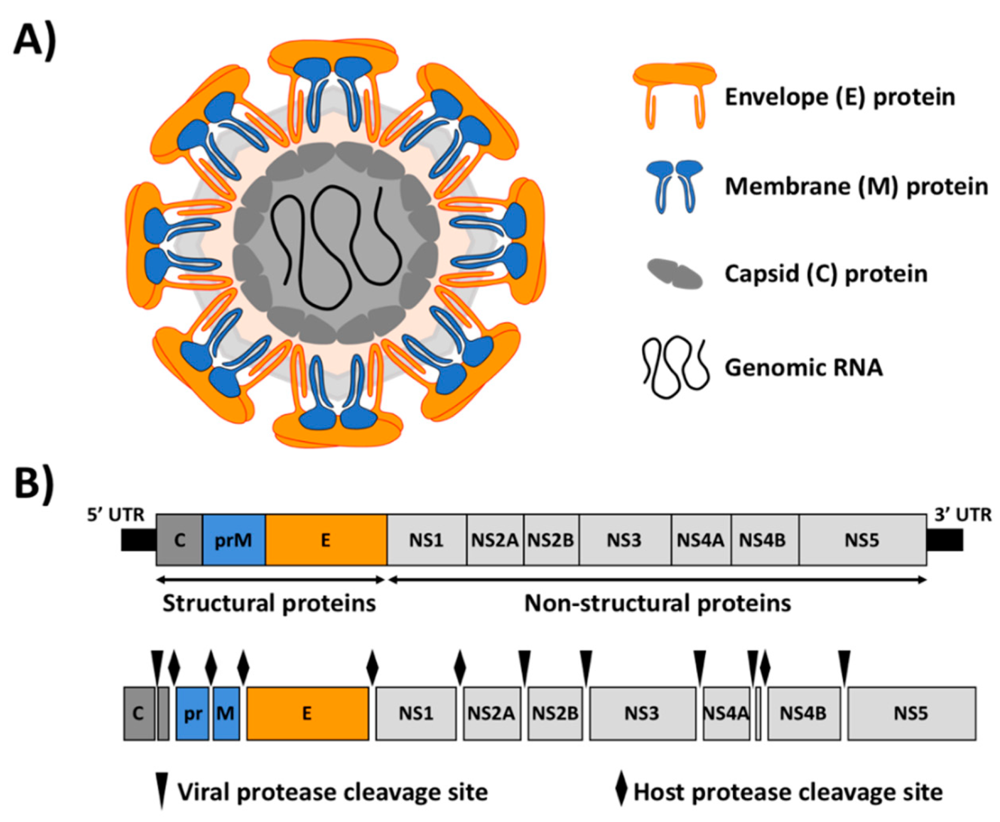 A)
Envelope (E) protein
Membrane (M) protein
Capsid (C) protein
Genomic RNA
B)
5’ UTR
3’ UTR
C prM E NS1 NS2A NS2B NS3 NS4A NS4B NS5
Structural proteins
Non-structural proteins
C pr M E NS1 NS2A NS2B NS3 NS4A NS4B NS5
Viral protease cleavage site
Host protease cleavage site